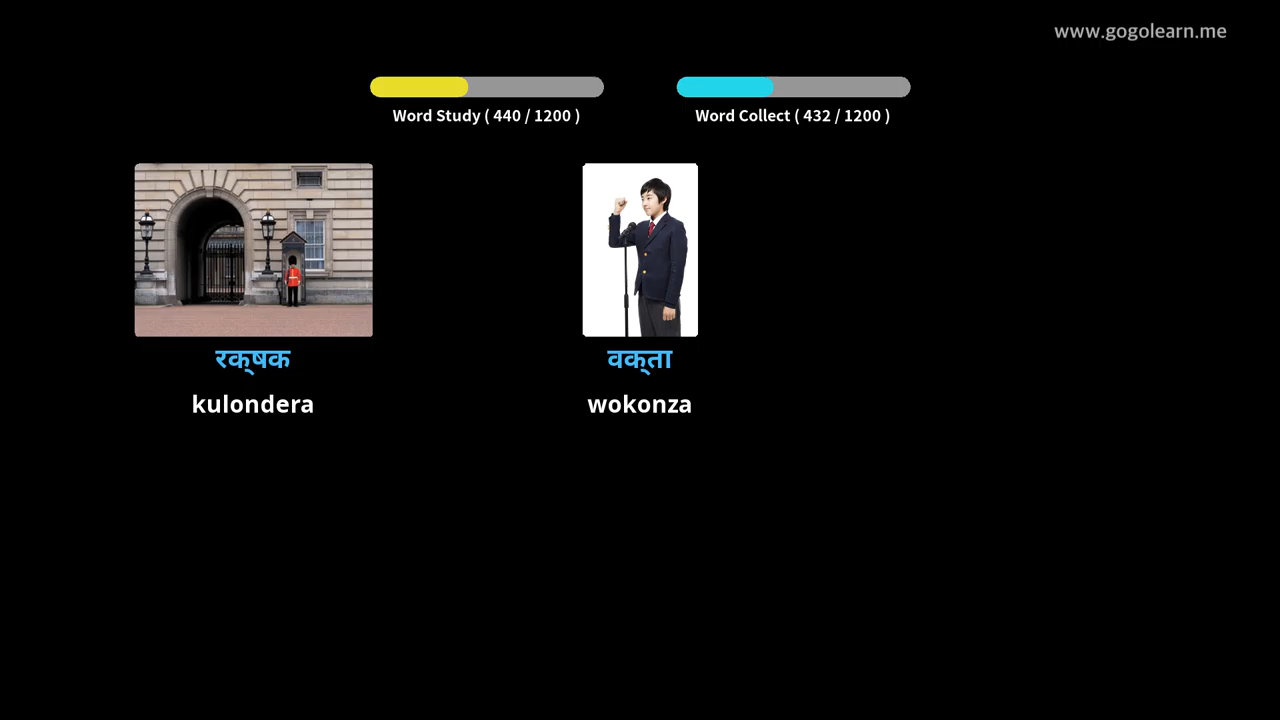 www.gogolearn.me
Word Study ( 440 / 1200 )
Word Collect ( 432 / 1200 )
रक्षक
kulondera
वक्ता
wokonza